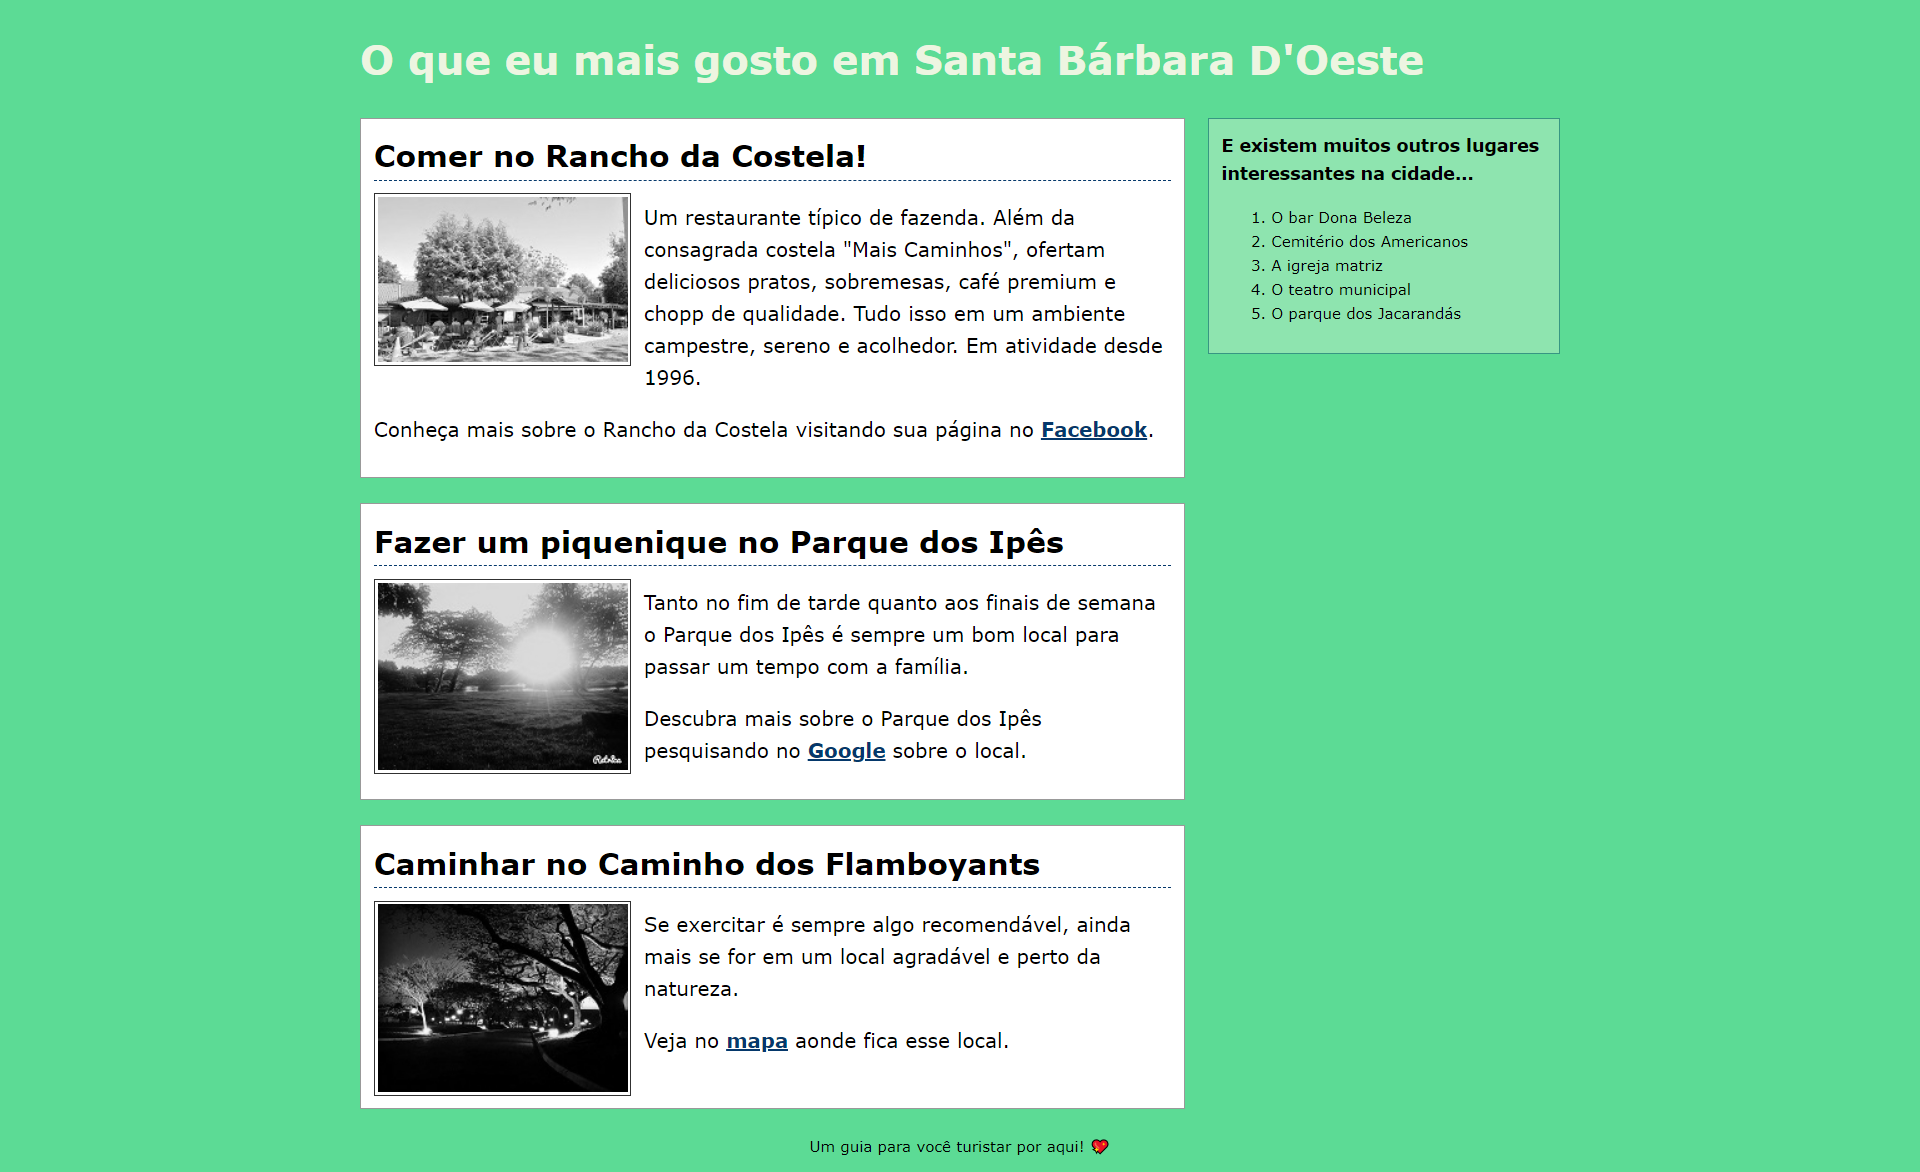 O que eu mais gosto em Santa Bárbara D'Oeste
Comer no Rancho da Costela!
Um restaurante típico de fazenda. Além da
consagrada costela "Mais Caminhos", ofertam
deliciosos pratos, sobremesas, café premium e
chopp de qualidade. Tudo isso em um ambiente
campestre, sereno e acolhedor. Em atividade desde
1996.
Conheça mais sobre o Rancho da Costela visitando sua página no Facebook.
Fazer um piquenique no Parque dos Ipês
Tanto no fim de tarde quanto aos finais de semana
o Parque dos Ipês é sempre um bom local para
passar um tempo com a família.
Descubra mais sobre o Parque dos Ipês
pesquisando no Google sobre o local.
Retrica
Caminhar no Caminho dos Flamboyants
Se exercitar é sempre algo recomendável, ainda
mais se for em um local agradável e perto da
natureza.
Veja no mapa aonde fica esse local.
E existem muitos outros lugares
interessantes na cidade...
1. O bar Dona Beleza
2. Cemitério dos Americanos
3. A igreja matriz
4. O teatro municipal
5. O parque dos Jacarandás
Um guia para você turistar por aqui! 💖